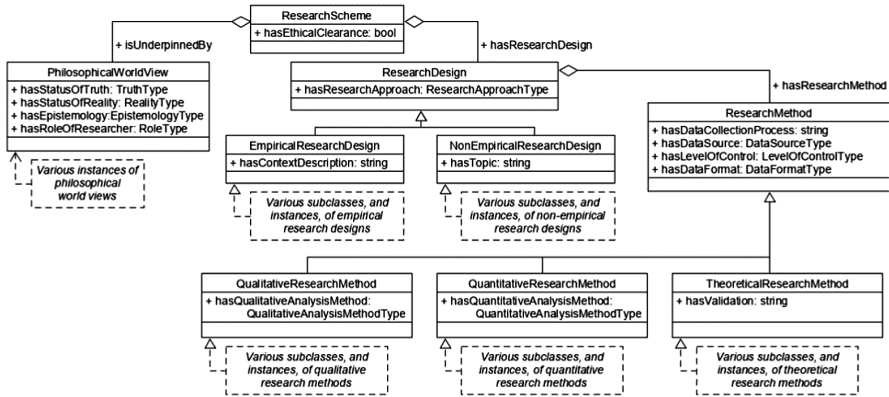 ResearchScheme
+ hasEthicalClearance: bool
+ isUnderpinnedBy
+ hasResearchDesign
PhilosophicalWorldView
+ hasStatusOfTruth: TruthType
+ hasStatusOfReality: RealityType
+ hasEpistemology:EpistemologyType
+ hasRoleOfResearcher: RoleType
ResearchDesign
+ hasResearchApproach: ResearchApproachType
+ hasResearchMethod
ResearchMethod
+ hasDataCollectionProcess: string
+ hasDataSource: DataSourceType
+ hasLevelOfControl: LevelOfControlType
+ hasDataFormat: DataFormatType
Various instances of
philosophical
world views
EmpiricalResearchDesign
+ hasContextDescription: string
NonEmpiricalResearchDesign
+ hasTopic: string
Various subclasses, and
instances, of empirical
research designs
Various subclasses, and
instances, of non-empirical
research designs
QualitativeResearchMethod
+ hasQualitativeAnalysisMethod:
QualitativeAnalysisMethodType
QuantitativeResearchMethod
+ hasQuantitativeAnalysisMethod:
QuantitativeAnalysisMethodType
TheoreticalResearchMethod
+ hasValidation: string
Various subclasses, and
instances, of qualitative
research methods
Various subclasses, and
instances, of quantitative
research methods
Various subclasses, and
instances, of theoretical
research methods